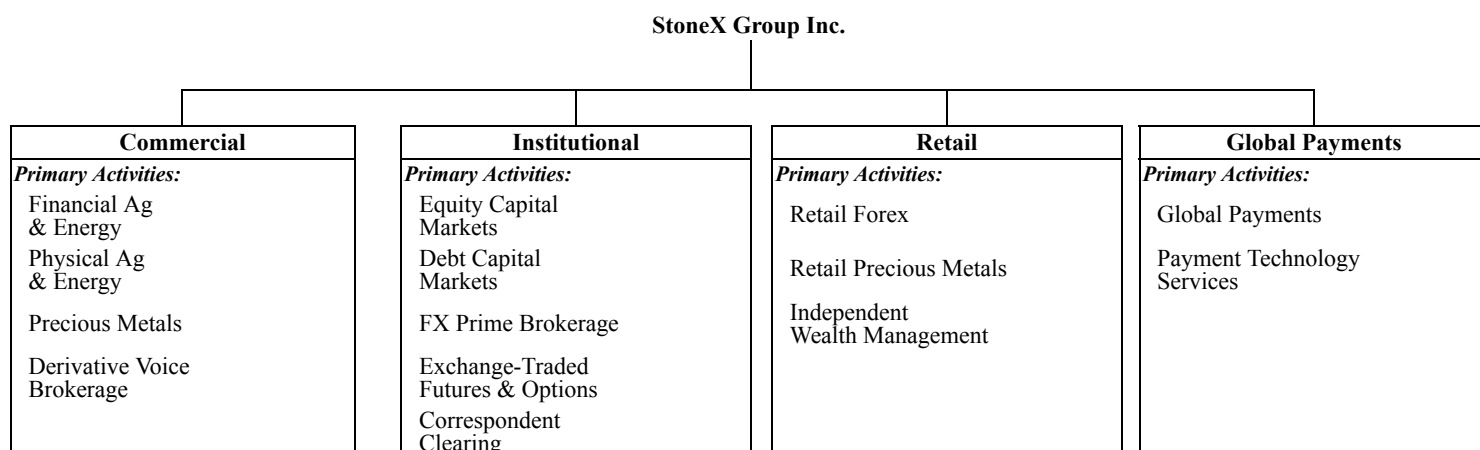 StoneX Group Inc.
Commercial
Primary Activities:
Financial Ag
& Energy
Physical Ag
& Energy
Precious Metals
Derivative Voice
Brokerage
Institutional
Primary Activities:
Equity Capital
Markets
Debt Capital
Markets
FX Prime Brokerage
Exchange-Traded
Futures & Options
Correspondent
Clearing
Retail
Primary Activities:
Retail Forex
Retail Precious Metals
Independent
Wealth Management
Global Payments
Primary Activities:
Global Payments
Payment Technology
Services